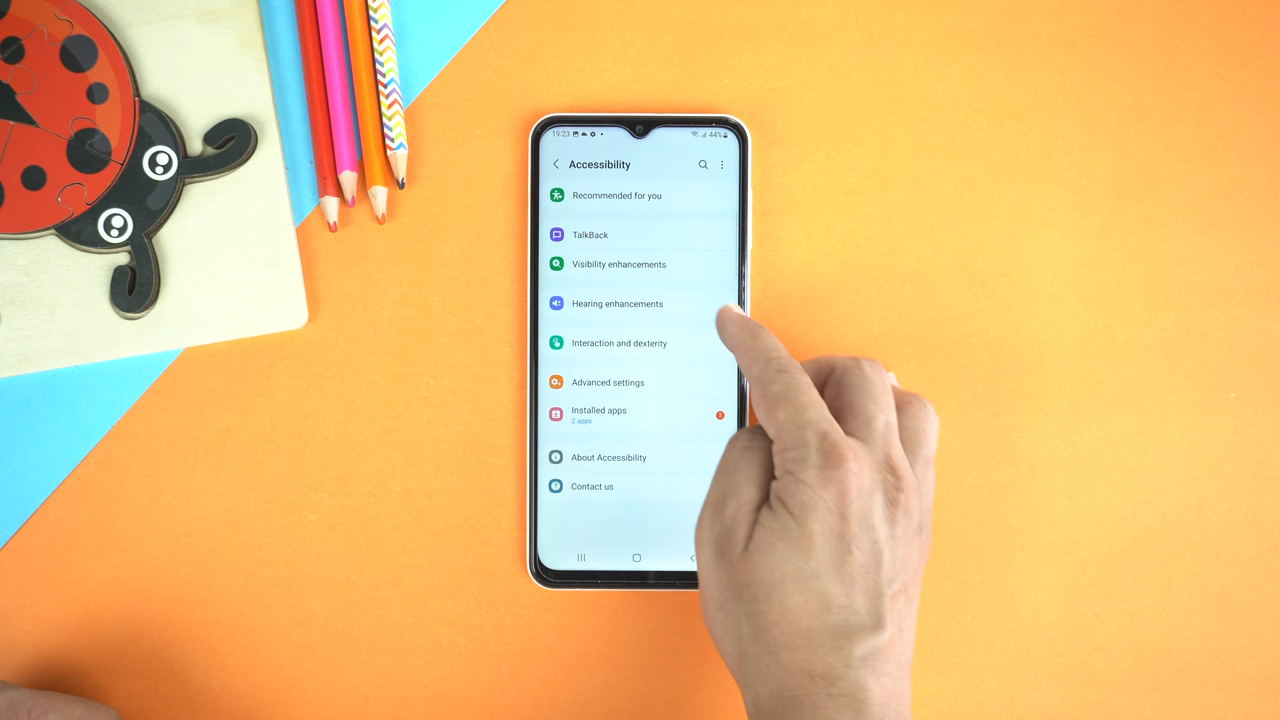 19:23 44%
Accessibility
Recommended for you
TalkBack
Visibility enhancements
Hearing enhancements
Interaction and dexterity
Advanced settings
Installed apps
2 apps
2
About Accessibility
Contact us